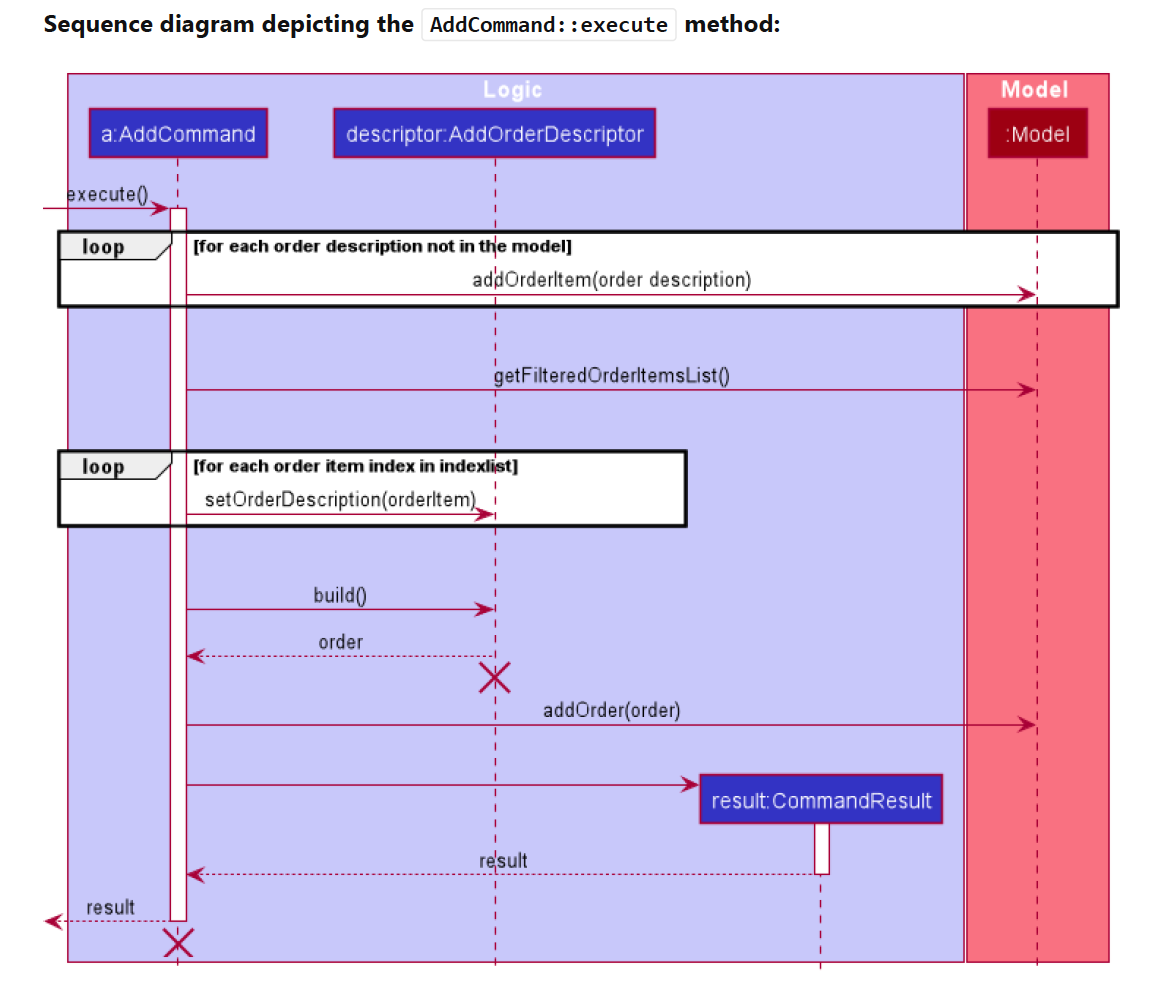 Sequence diagram depicting the AddCommand::execute method:
Logic
Model
a:AddCommand
descriptor:AddOrderDescriptor
:Model
execute()
loop
[for each order description not in the model]
addOrderItem(order description)
getFilteredOrderItemsList()
loop
[for each order item index in indexlist]
setOrderDescription(orderItem)
build()
order
addOrder(order)
result:CommandResult
result
result